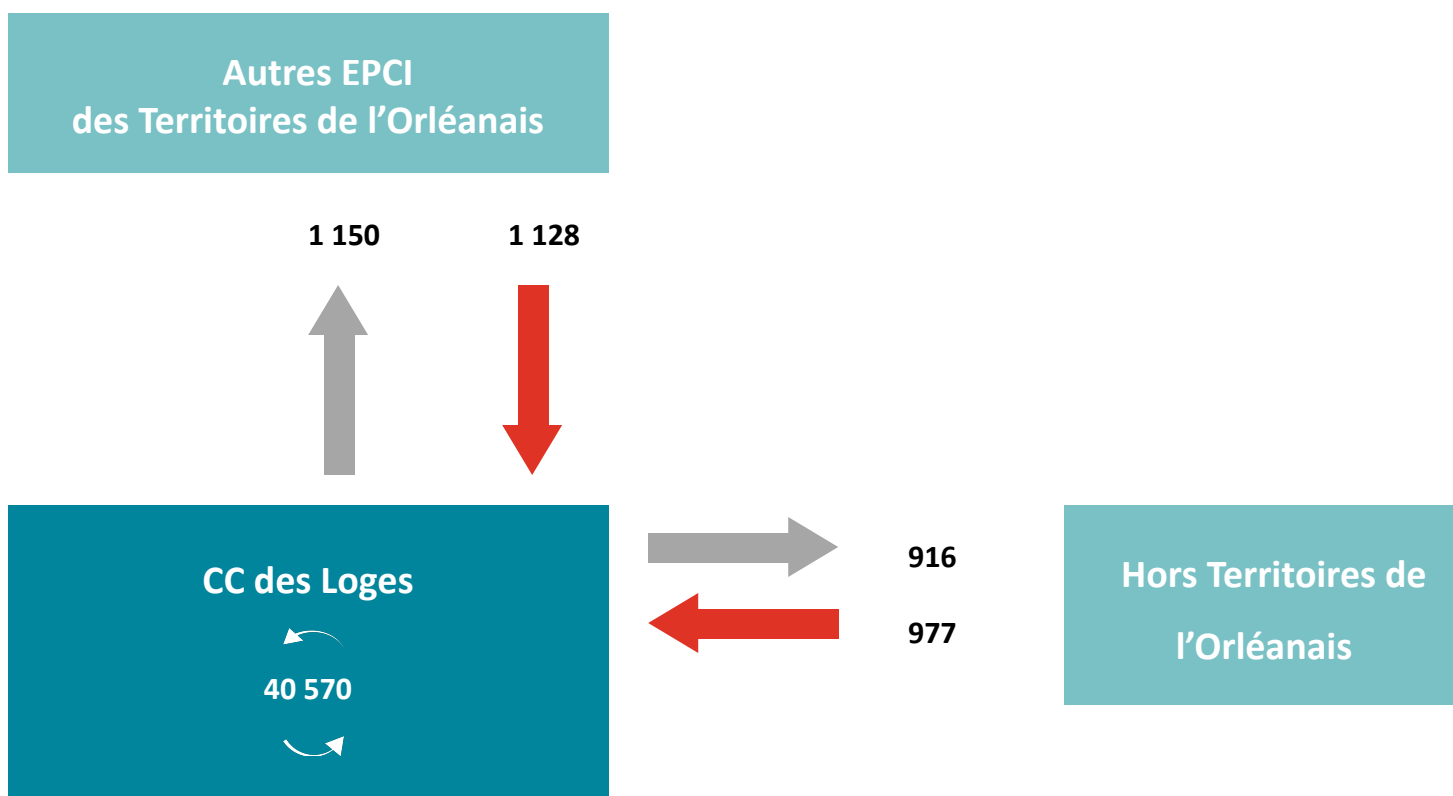 Autres EPCI
des Territoires de l’Orléanais
1 150
1 128
CC des Loges
40 570
916
977
Hors Territoires de
l’Orléanais